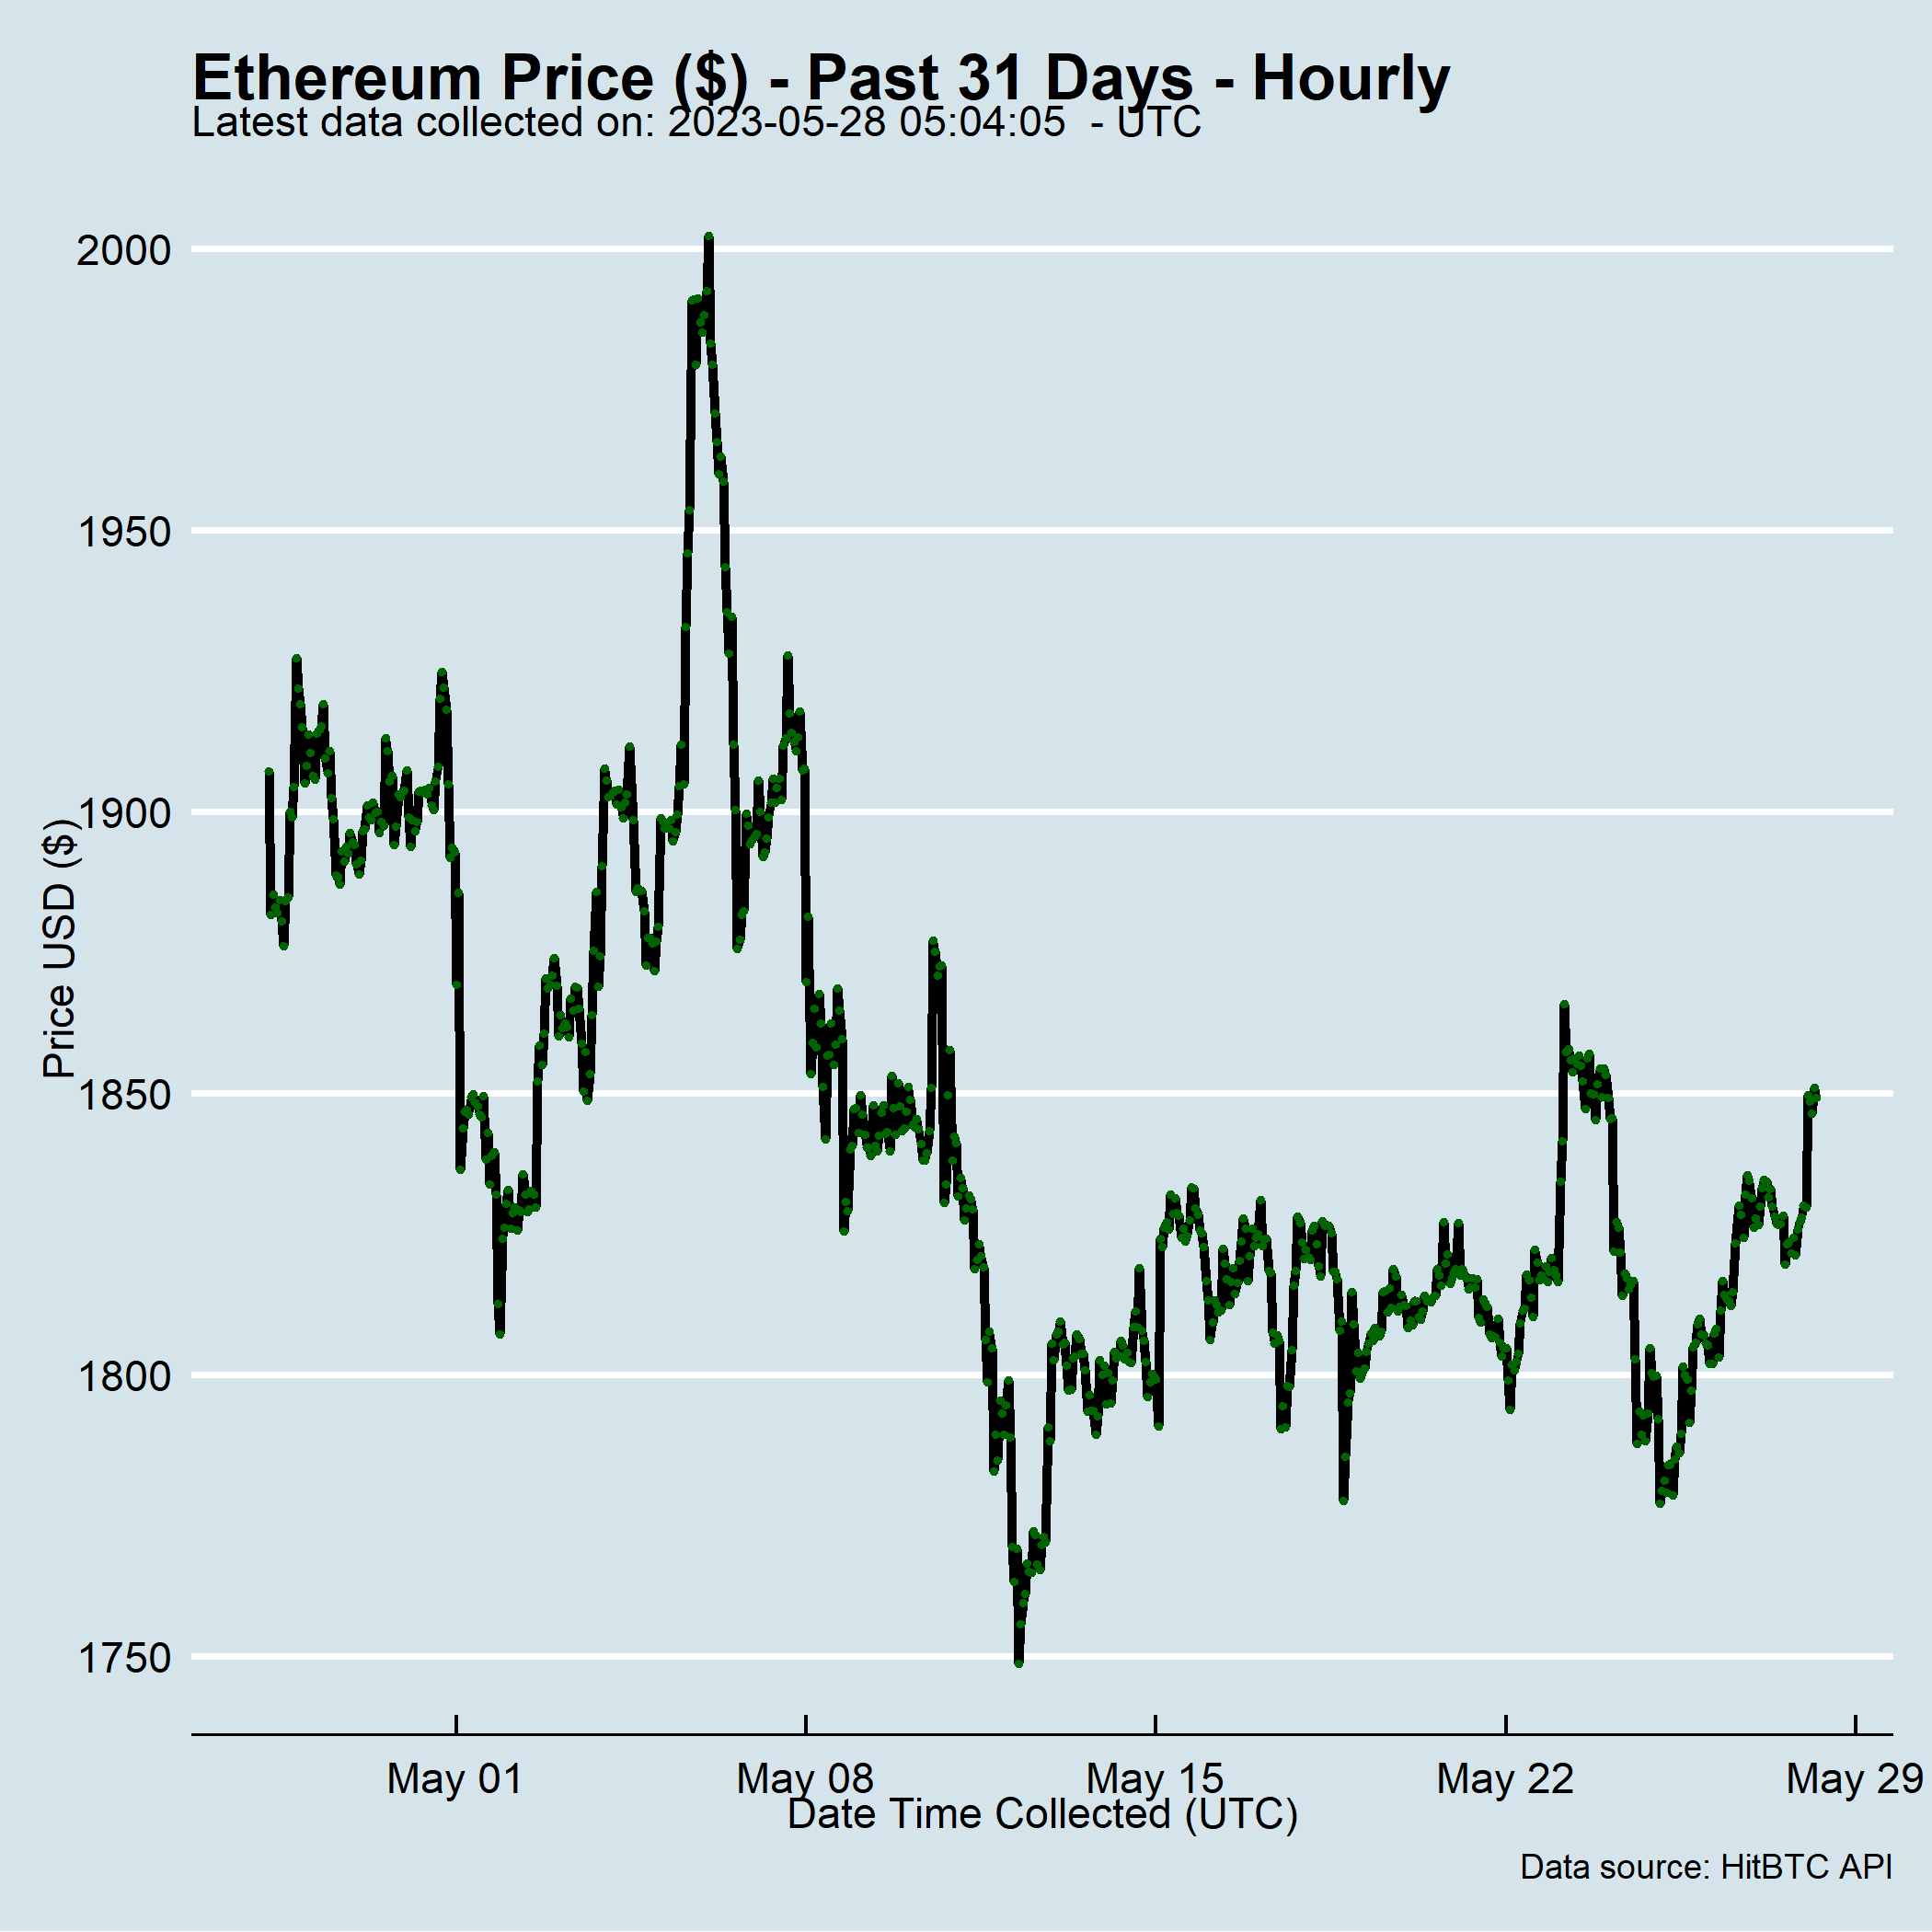 Ethereum Price ($) - Past 31 Days - Hourly
Latest data collected on: 2023-05-28 05:04:05  - UTC
Price USD ($)
2000
1950
1900
1850
1800
1750
May 01 May 08 May 15 May 22 May 29
Date Time Collected (UTC)
Data source: HitBTC API